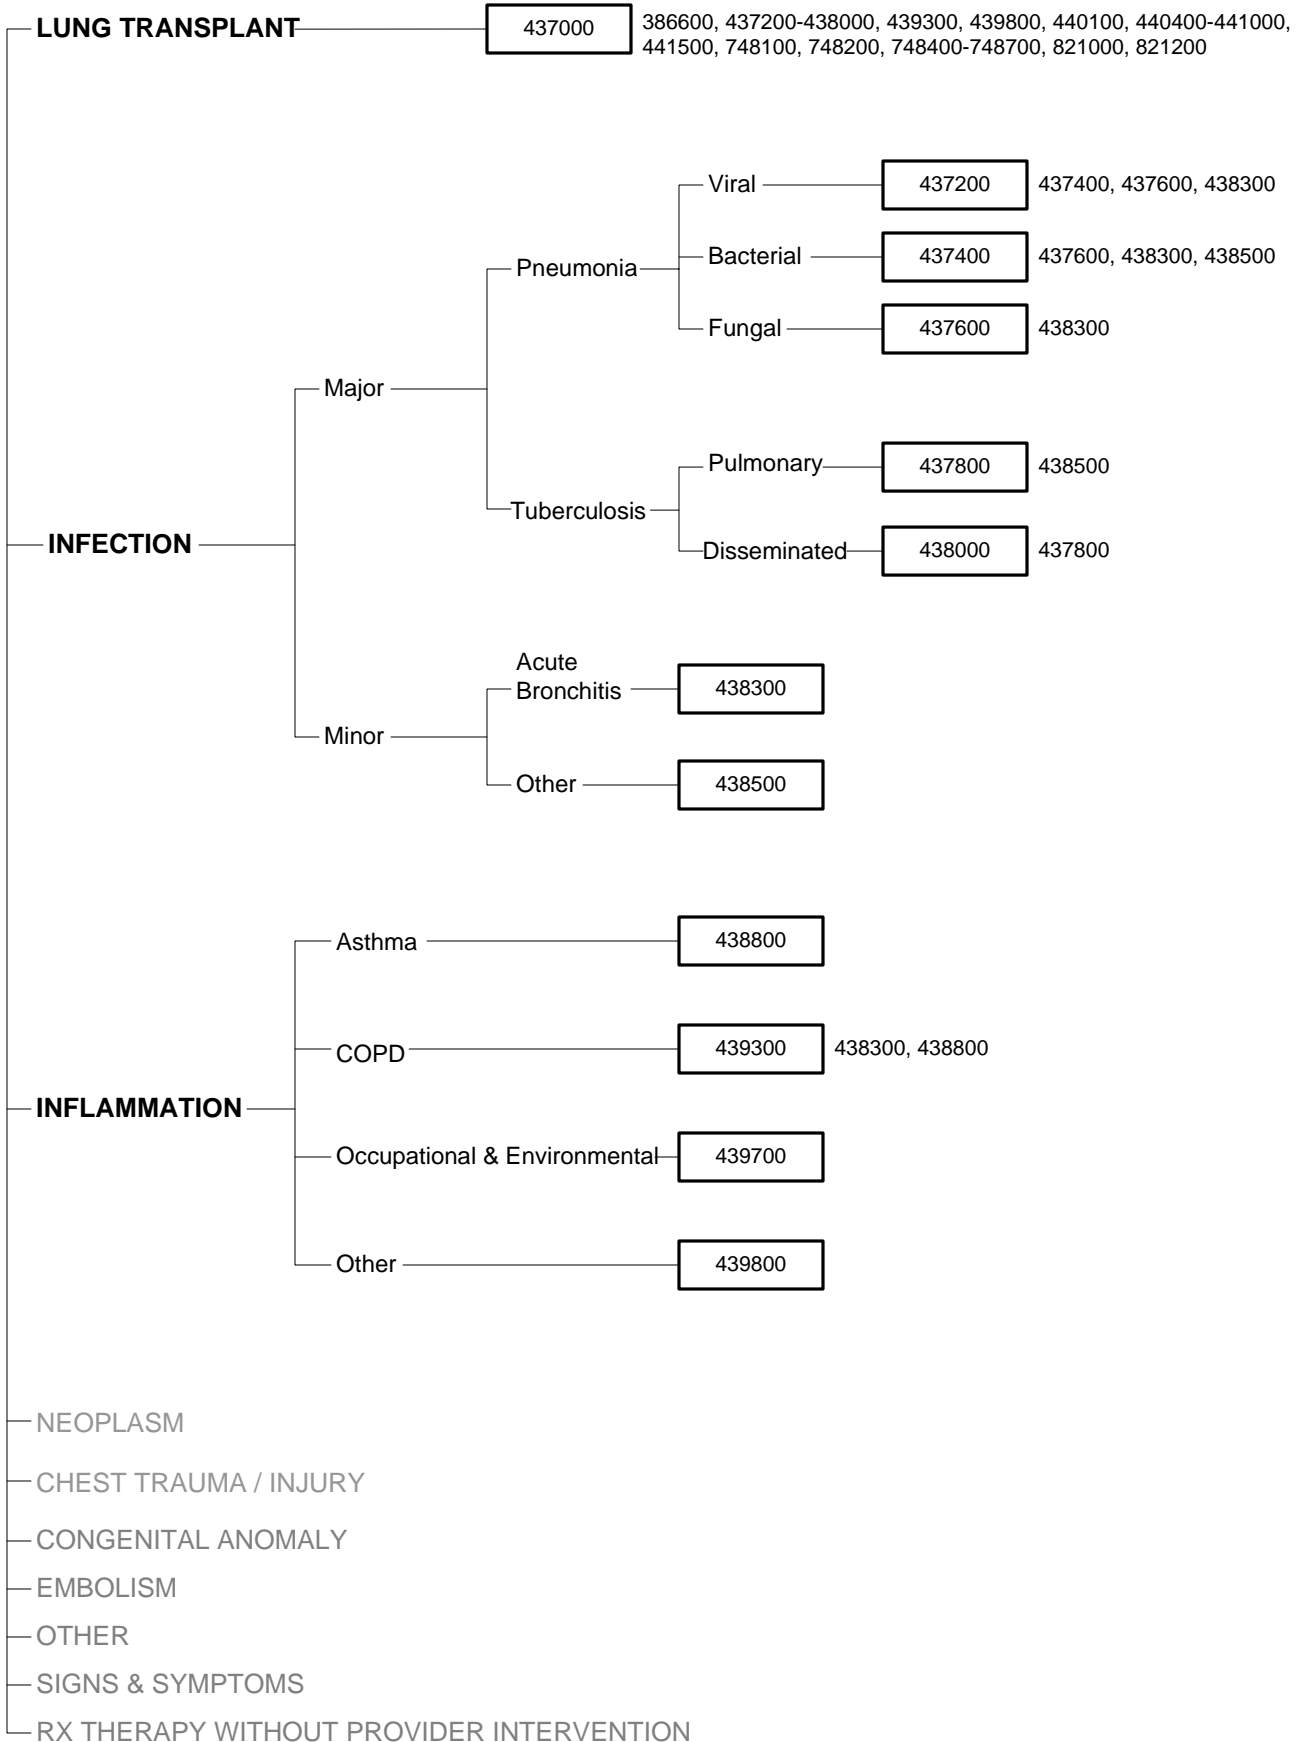 LUNG TRANSPLANT 437000 386600, 437200-438000, 439300, 439800, 440100, 440400-441000,
441500, 748100, 748200, 748400-748700, 821000, 821200
Viral 437200 437400, 437600, 438300
Bacterial 437400 437600, 438300, 438500
Pneumonia
Fungal 437600 438300
Major
Pulmonary 437800 438500
Tuberculosis
INFECTION
Disseminated 438000 437800
Acute
Bronchitis 438300
Minor
Other 438500
Asthma 438800
COPD 439300 438300, 438800
INFLAMMATION
Occupational & Environmental 439700
Other 439800
NEOPLASM
CHEST TRAUMA / INJURY
CONGENITAL ANOMALY
EMBOLISM
OTHER
SIGNS & SYMPTOMS
RX THERAPY WITHOUT PROVIDER INTERVENTION